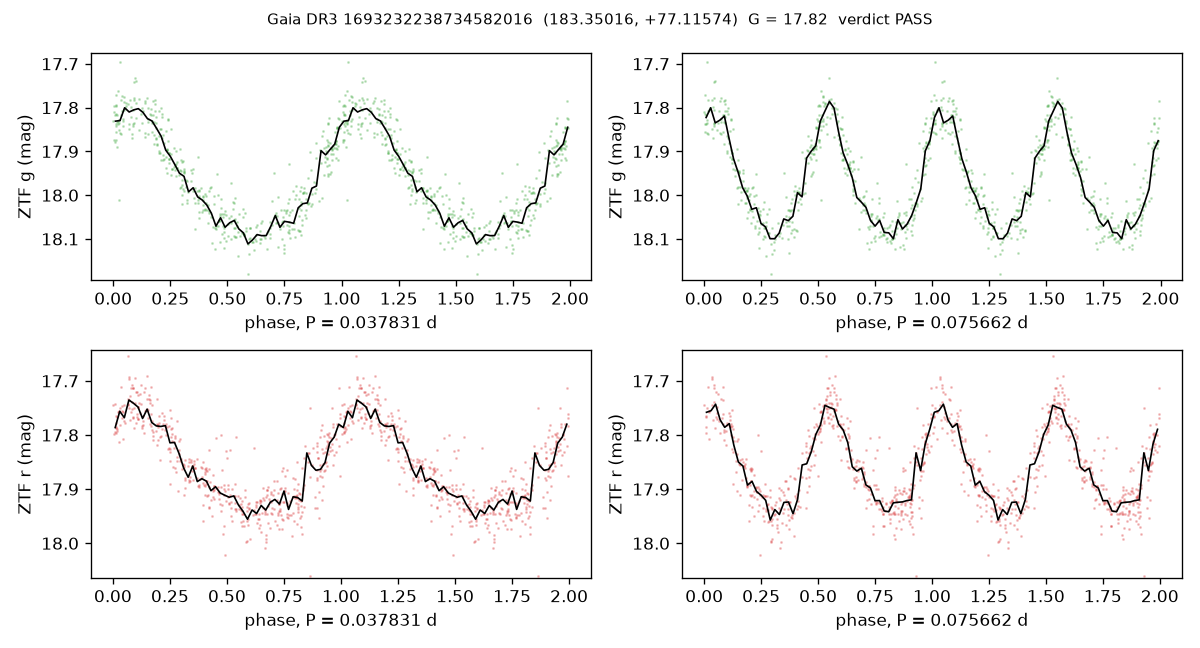 Gaia DR3 1693232238734582016 (183.35016, +77.11574) G = 17.82 verdict PASS
ZTF g (mag)
17.7
17.8
17.9
18.0
18.1
0.00 0.25 0.50 0.75 1.00 1.25 1.50 1.75 2.00
phase, P = 0.037831 d
ZTF g (mag)
17.7
17.8
17.9
18.0
18.1
0.00 0.25 0.50 0.75 1.00 1.25 1.50 1.75 2.00
phase, P = 0.075662 d
ZTF r (mag)
17.7
17.8
17.9
18.0
0.00 0.25 0.50 0.75 1.00 1.25 1.50 1.75 2.00
phase, P = 0.037831 d
ZTF r (mag)
17.7
17.8
17.9
18.0
0.00 0.25 0.50 0.75 1.00 1.25 1.50 1.75 2.00
phase, P = 0.075662 d